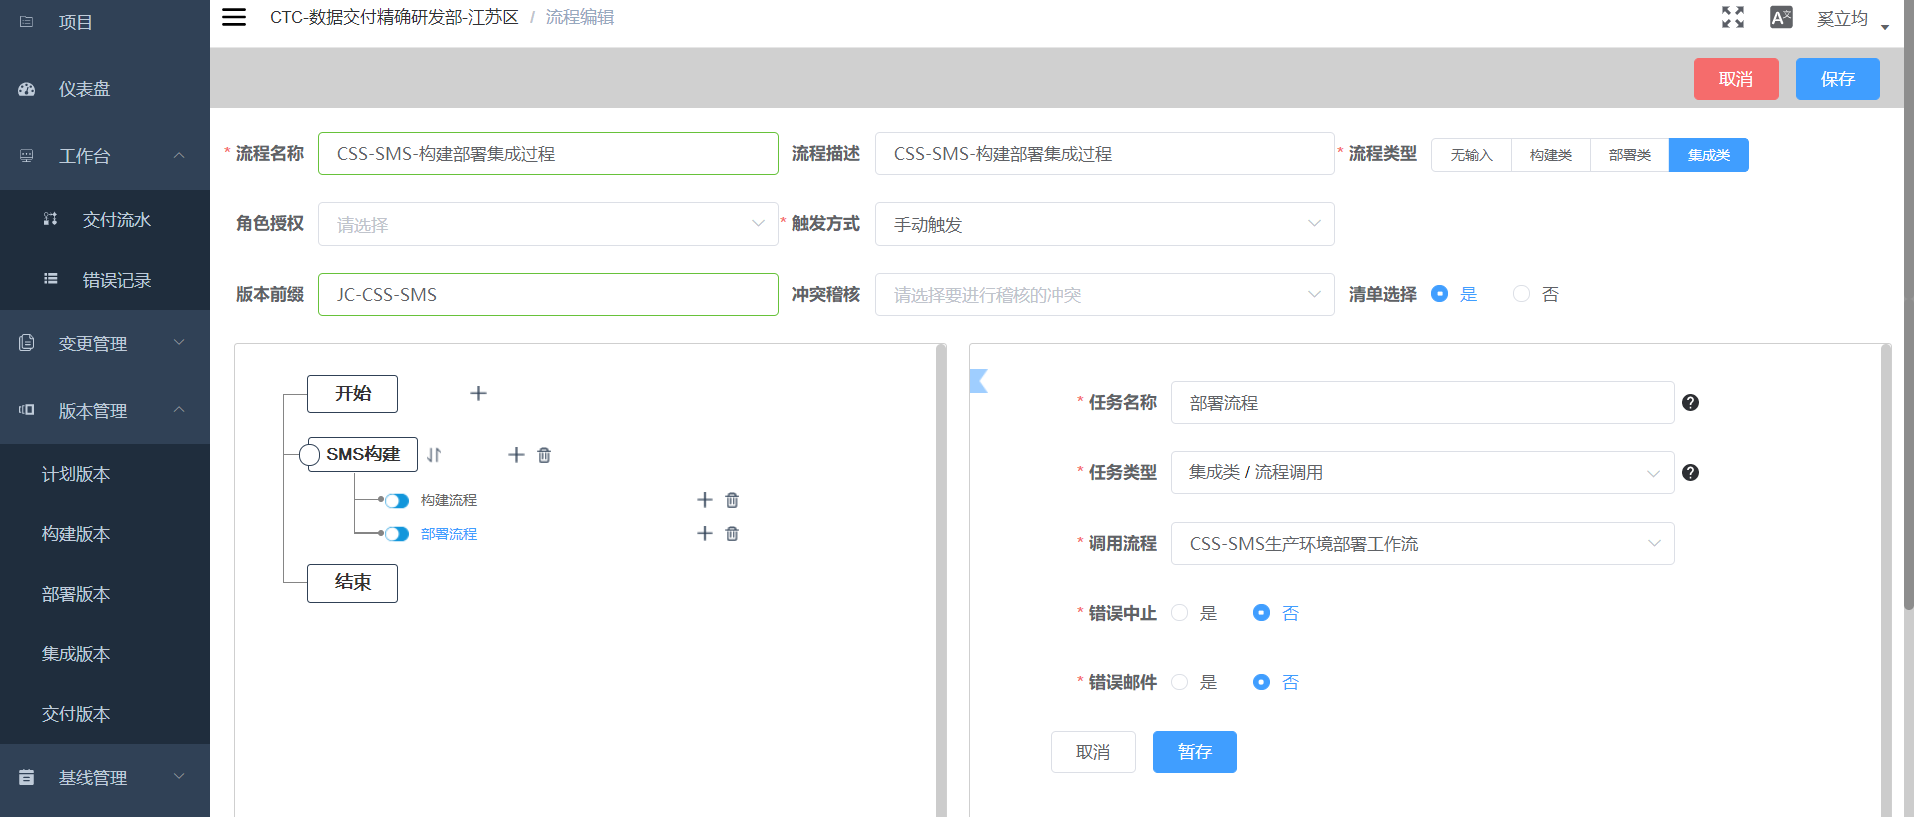 项目
仪表盘
工作台
交付流水
错误记录
变更管理
版本管理
计划版本
构建版本
部署版本
集成版本
交付版本
基线管理
CTC-数据交付精确研发部-江苏区 / 流程编辑
A文 奚立均
取消 保存
* 流程名称 CSS-SMS-构建部署集成过程 流程描述 CSS-SMS-构建部署集成过程 * 流程类型 无输入 构建类 部署类 集成类
角色授权 请选择 * 触发方式 手动触发
版本前缀 JC-CSS-SMS 冲突稽核 请选择要进行稽核的冲突 清单选择 是 否
开始
SMS构建
构建流程
部署流程
结束
* 任务名称 部署流程
* 任务类型 集成类 / 流程调用
* 调用流程 CSS-SMS生产环境部署工作流
* 错误中止 是 否
* 错误邮件 是 否
取消 暂存